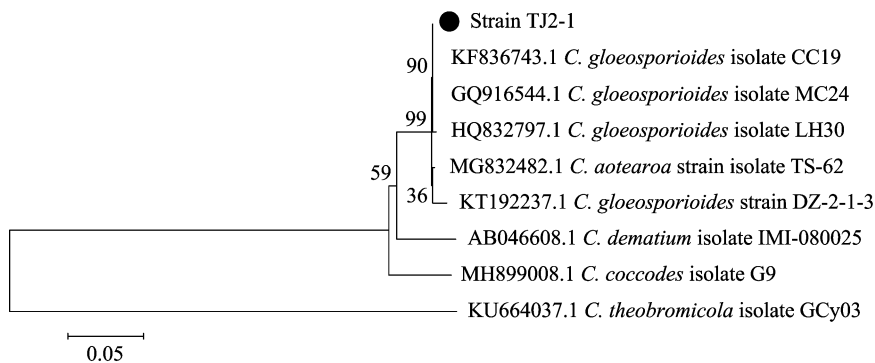 Strain TJ2-1
KF836743.1 C. gloeosporioides isolate CC19
90
GQ916544.1 C. gloeosporioides isolate MC24
99
HQ832797.1 C. gloeosporioides isolate LH30
MG832482.1 C. aotearoa strain isolate TS-62
59
36
KT192237.1 C. gloeosporioides strain DZ-2-1-3
AB046608.1 C. dematium isolate IMI-080025
MH899008.1 C. coccodes isolate G9
KU664037.1 C. theobromicola isolate GCy03
0.05